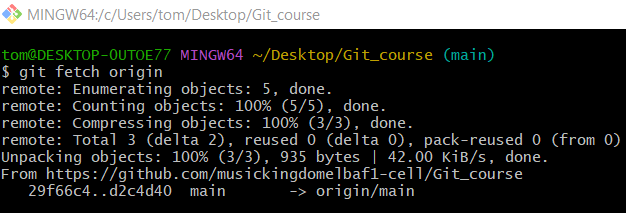 MINGW64:/c/Users/tom/Desktop/Git_course
tom@DESKTOP-OUTOE77 MINGW64 ~/Desktop/Git_course (main)
$ git fetch origin
remote: Enumerating objects: 5, done.
remote: Counting objects: 100% (5/5), done.
remote: Compressing objects: 100% (3/3), done.
remote: Total 3 (delta 2), reused 0 (delta 0), pack-reused 0 (from 0)
Unpacking objects: 100% (3/3), 935 bytes | 42.00 KiB/s, done.
From https://github.com/musickingdomelbaf1-cell/Git_course
   29f66c4..d2c4d40  main       -> origin/main